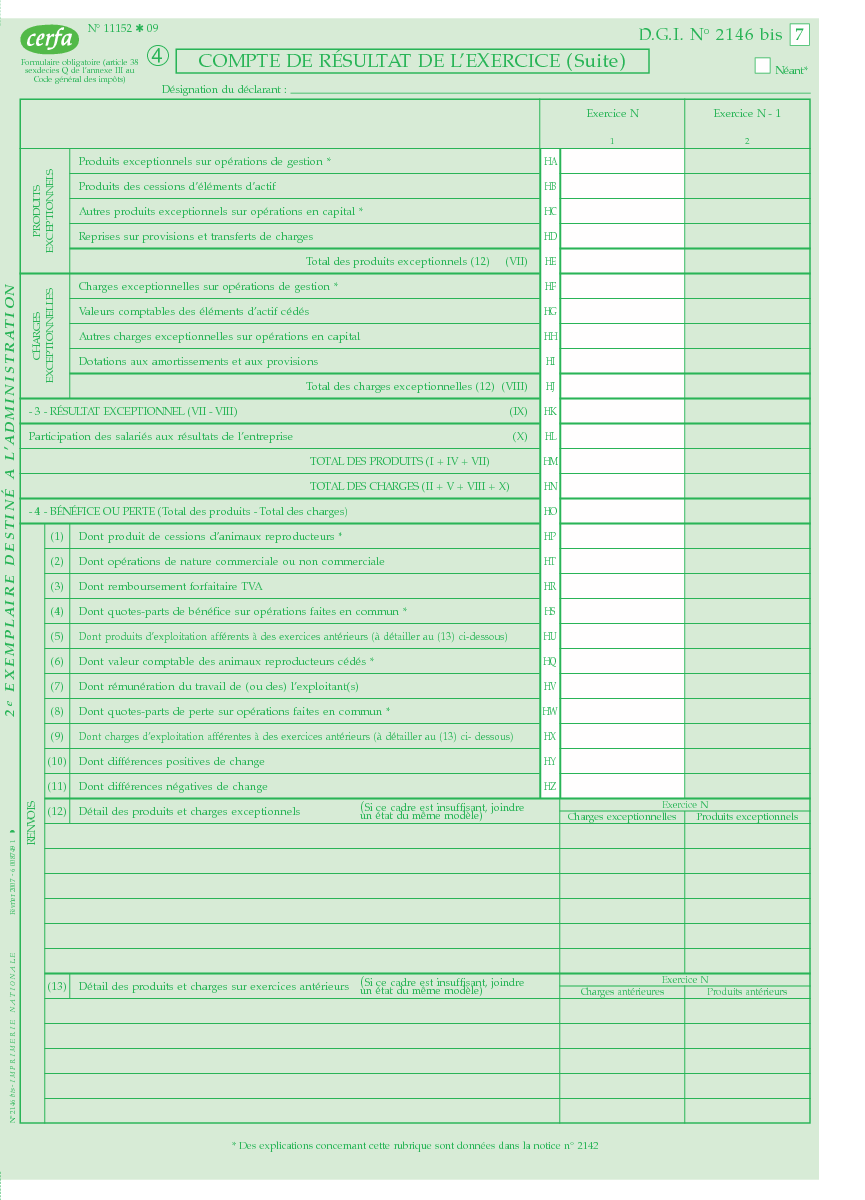 cerfa
N° 11152 ✱ 09
D.G.I. N° 2146 bis 7
Formulaire obligatoire (article 38
sexdecies Q de l'annexe III au
Code général des impôts)
4 COMPTE DE RÉSULTAT DE L'EXERCICE (Suite)
Néant*
Désignation du déclarant :
Exercice N Exercice N - 1
1 2
PRODUITS
EXCEPTIONNELS
Produits exceptionnels sur opérations de gestion * HA
Produits des cessions d'éléments d'actif HB
Autres produits exceptionnels sur opérations en capital * HC
Reprises sur provisions et transferts de charges HD
Total des produits exceptionnels (12) (VII) HE
CHARGES
EXCEPTIONNELLES
Charges exceptionnelles sur opérations de gestion * HF
Valeurs comptables des éléments d'actif cédés HG
Autres charges exceptionnelles sur opérations en capital HH
Dotations aux amortissements et aux provisions HI
Total des charges exceptionnelles (12) (VIII) HJ
- 3 - RÉSULTAT EXCEPTIONNEL (VII - VIII) (IX) HK
Participation des salariés aux résultats de l'entreprise (X) HL
TOTAL DES PRODUITS (I + IV + VII) HM
TOTAL DES CHARGES (II + V + VIII + X) HN
- 4 - BÉNÉFICE OU PERTE (Total des produits - Total des charges) HO
RENVOIS
(1) Dont produit de cessions d'animaux reproducteurs * HP
(2) Dont opérations de nature commerciale ou non commerciale HT
(3) Dont remboursement forfaitaire TVA HR
(4) Dont quotes-parts de bénéfice sur opérations faites en commun * HS
(5) Dont produits d'exploitation afférents à des exercices antérieurs (à détailler au (13) ci-dessous) HU
(6) Dont valeur comptable des animaux reproducteurs cédés * HQ
(7) Dont rémunération du travail de (ou des) l'exploitant(s) HV
(8) Dont quotes-parts de perte sur opérations faites en commun * HW
(9) Dont charges d'exploitation afférentes à des exercices antérieurs (à détailler au (13) ci- dessous) HX
(10) Dont différences positives de change HY
(11) Dont différences négatives de change HZ
(12) Détail des produits et charges exceptionnels (Si ce cadre est insuffisant, joindre
un état du même modèle)
Exercice N
Charges exceptionnelles Produits exceptionnels
(13) Détail des produits et charges sur exercices antérieurs (Si ce cadre est insuffisant, joindre
un état du même modèle)
Exercice N
Charges antérieures Produits antérieurs
* Des explications concernant cette rubrique sont données dans la notice n° 2142
2e EXEMPLAIRE DESTINÉ A L'ADMINISTRATION
N° 2146 bis - IMPRIMERIE NATIONALE
Février 2007 -